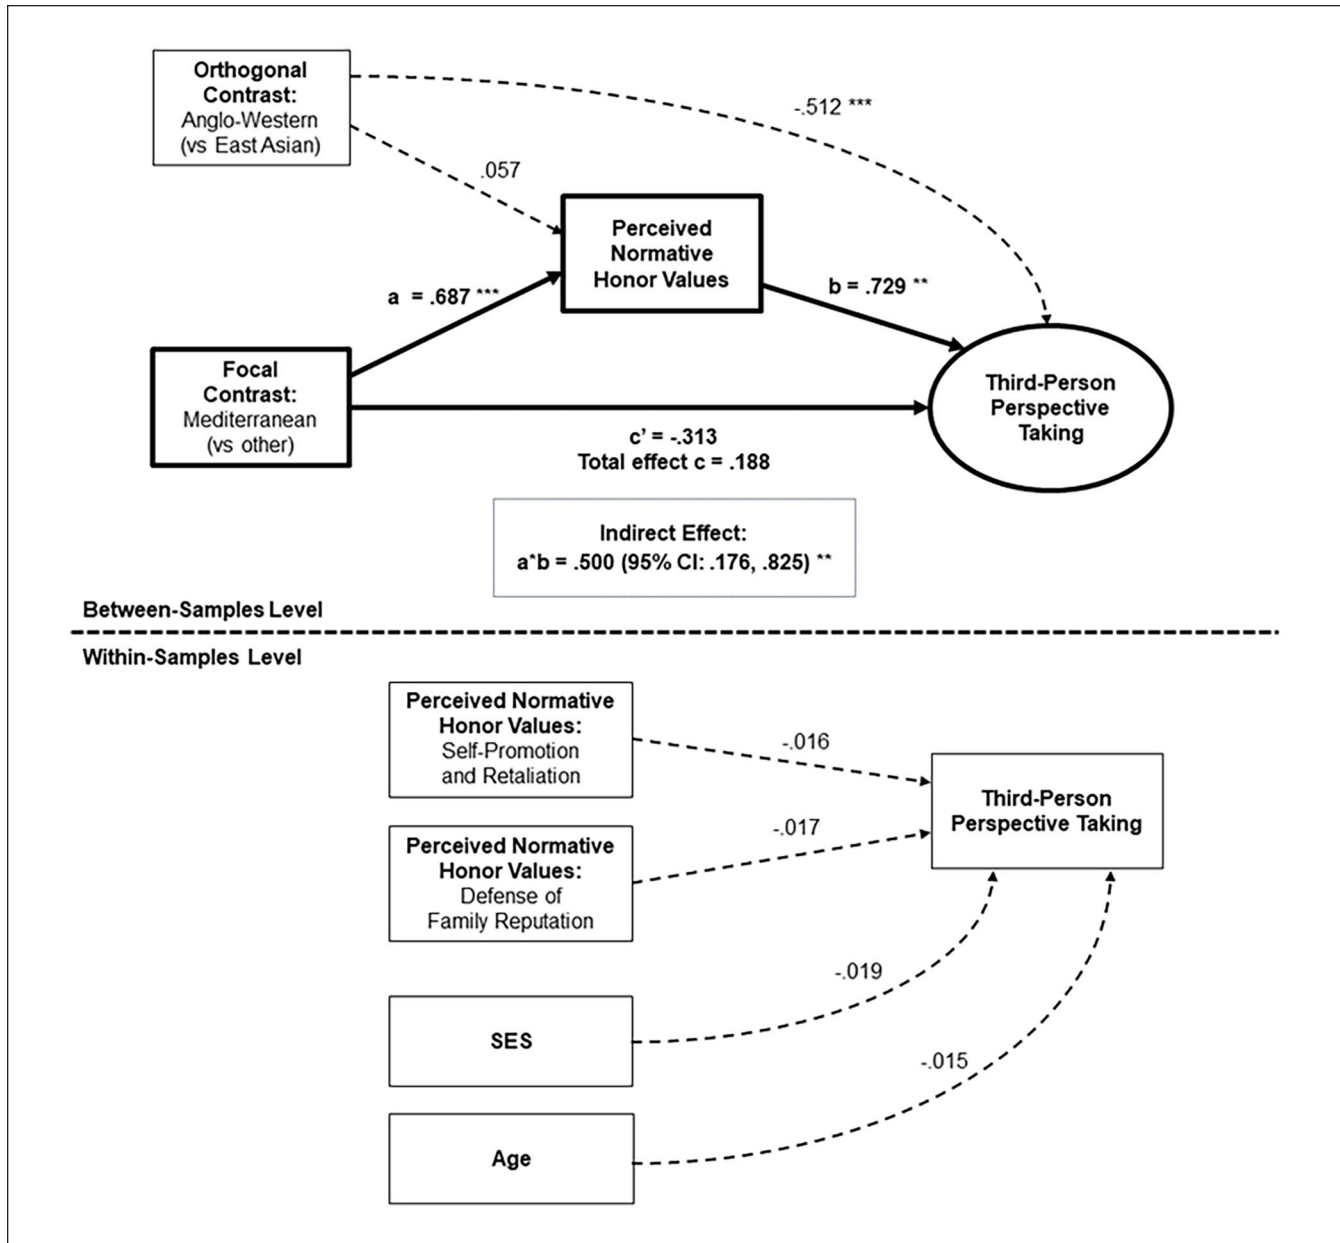 Orthogonal
Contrast:
Anglo-Western
(vs East Asian)
-.512 ***
.057
Perceived
Normative
Honor Values
a = .687 ***
b = .729 **
Focal
Contrast:
Mediterranean
(vs other)
Third-Person
Perspective
Taking
c’ = -.313
Total effect c = .188
Indirect Effect:
a*b = .500 (95% CI: .176, .825) **
Between-Samples Level
Within-Samples Level
Perceived Normative
Honor Values:
Self-Promotion
and Retaliation
-.016
Third-Person
Perspective Taking
-.017
Perceived Normative
Honor Values:
Defense of
Family Reputation
-.019
SES
-.015
Age